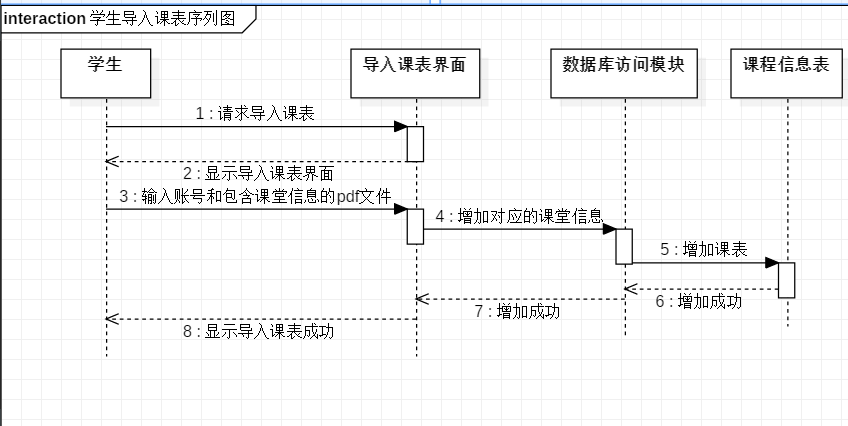 interaction 学生导入课表序列图
学生
导入课表界面
数据库访问模块
课程信息表
1 : 请求导入课表
2 : 显示导入课表界面
3 : 输入账号和包含课堂信息的pdf文件
4 : 增加对应的课堂信息
5 : 增加课表
6 : 增加成功
7 : 增加成功
8 : 显示导入课表成功